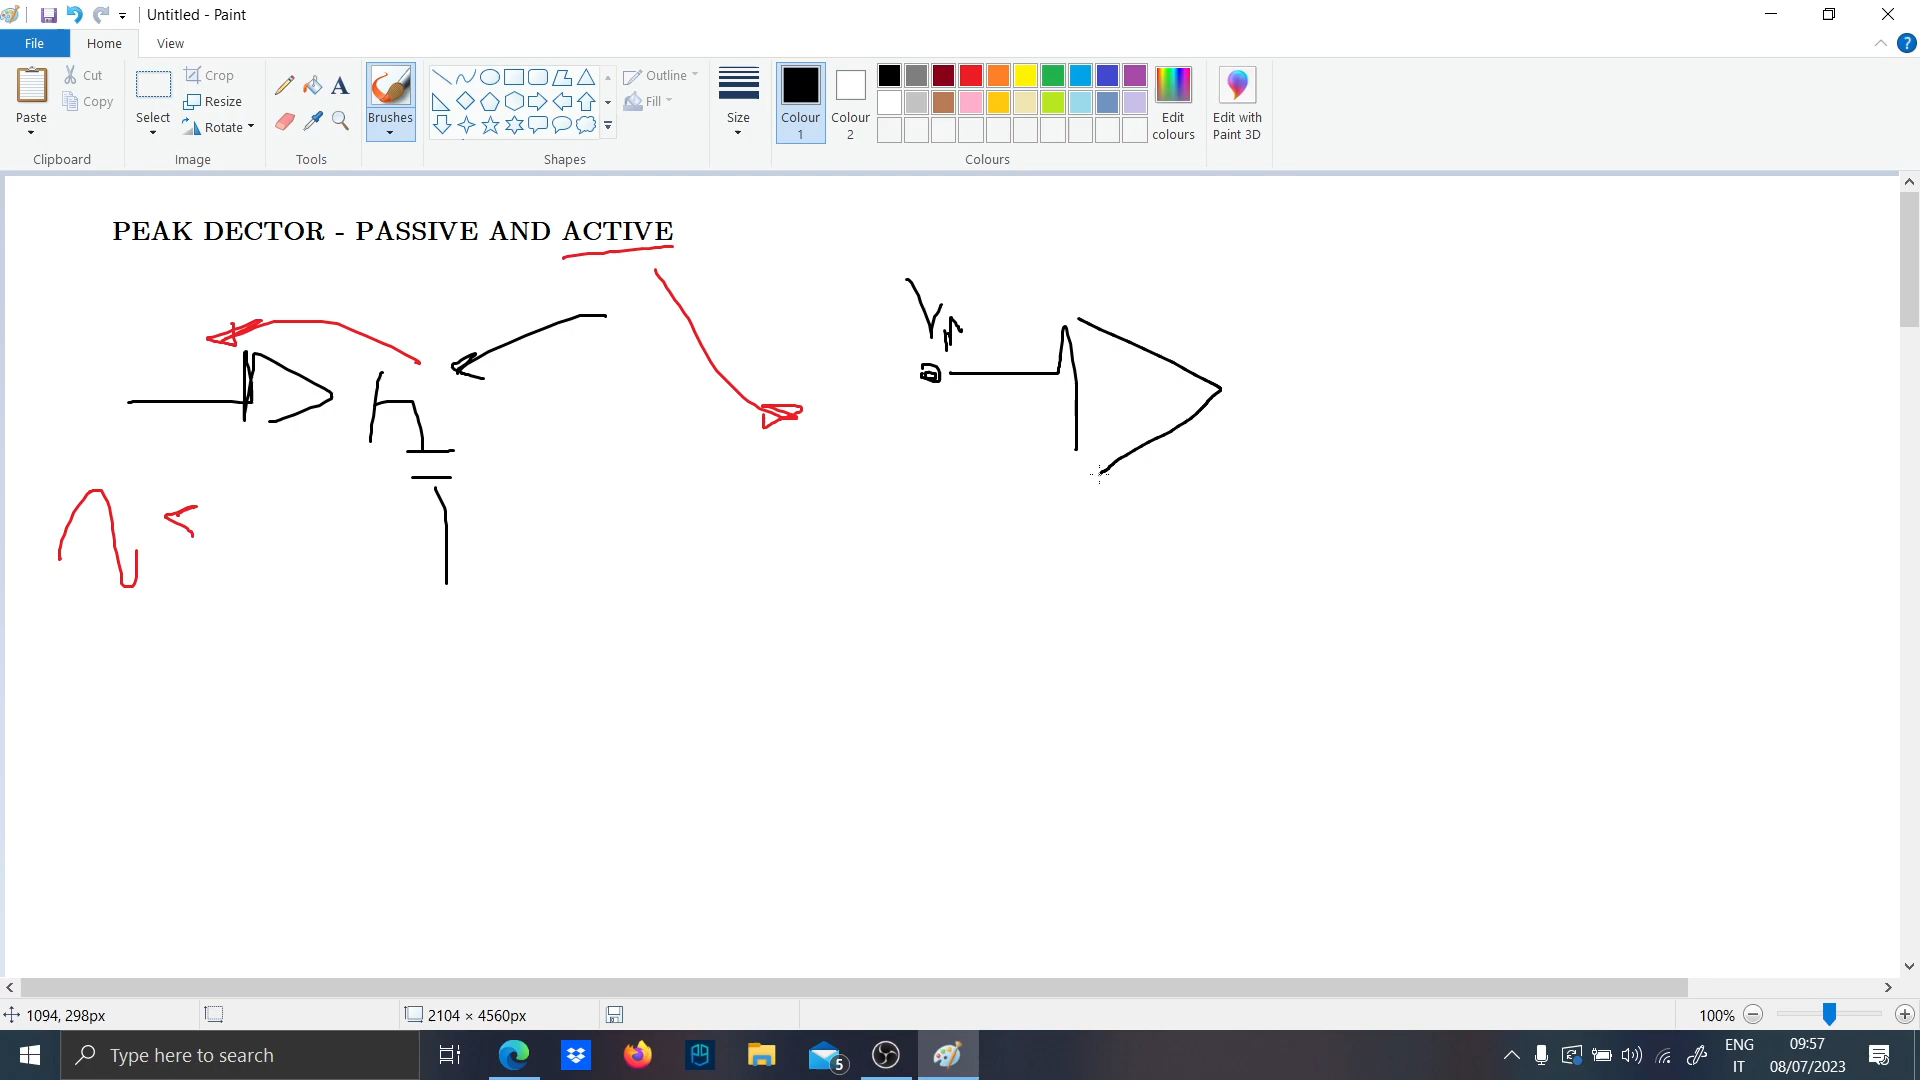 Untitled - Paint
File Home View
Paste Cut Copy Clipboard
Select Crop Resize Rotate Image
Tools
Brushes
Outline Fill Shapes
Size
Colour 1 Colour 2 Edit colours Colours
Edit with Paint 3D
PEAK DECTOR - PASSIVE AND ACTIVE
1094, 298px 2104 × 4560px 100%
Type here to search
5
ENG 09:57
IT 08/07/2023